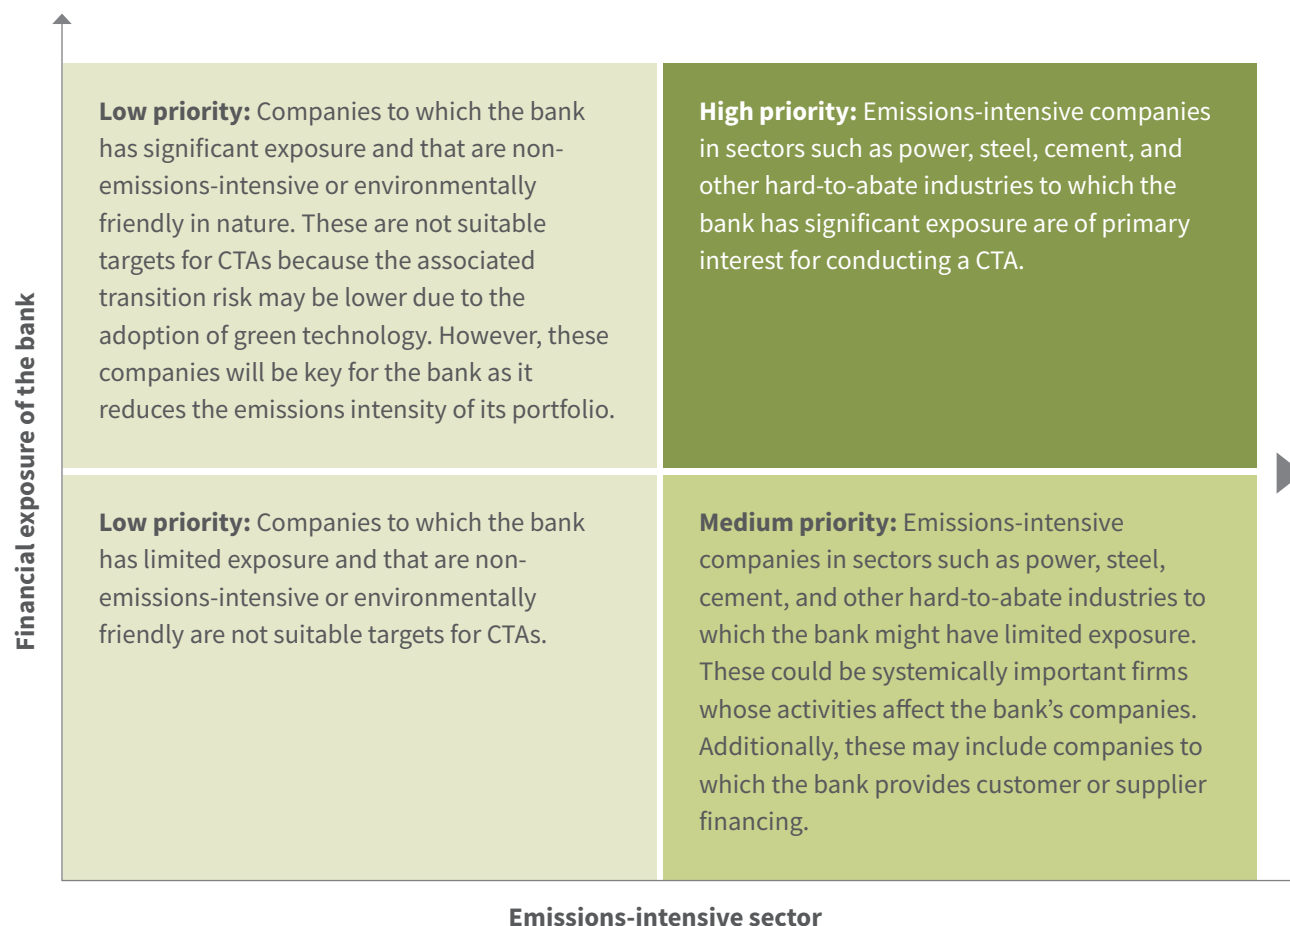 Financial exposure of the bank
Low priority: Companies to which the bank
has significant exposure and that are non-
emissions-intensive or environmentally
friendly in nature. These are not suitable
targets for CTAs because the associated
transition risk may be lower due to the
adoption of green technology. However, these
companies will be key for the bank as it
reduces the emissions intensity of its portfolio.
High priority: Emissions-intensive companies
in sectors such as power, steel, cement, and
other hard-to-abate industries to which the
bank has significant exposure are of primary
interest for conducting a CTA.
Low priority: Companies to which the bank
has limited exposure and that are non-
emissions-intensive or environmentally
friendly are not suitable targets for CTAs.
Medium priority: Emissions-intensive
companies in sectors such as power, steel,
cement, and other hard-to-abate industries to
which the bank might have limited exposure.
These could be systemically important firms
whose activities affect the bank’s companies.
Additionally, these may include companies to
which the bank provides customer or supplier
financing.
Emissions-intensive sector